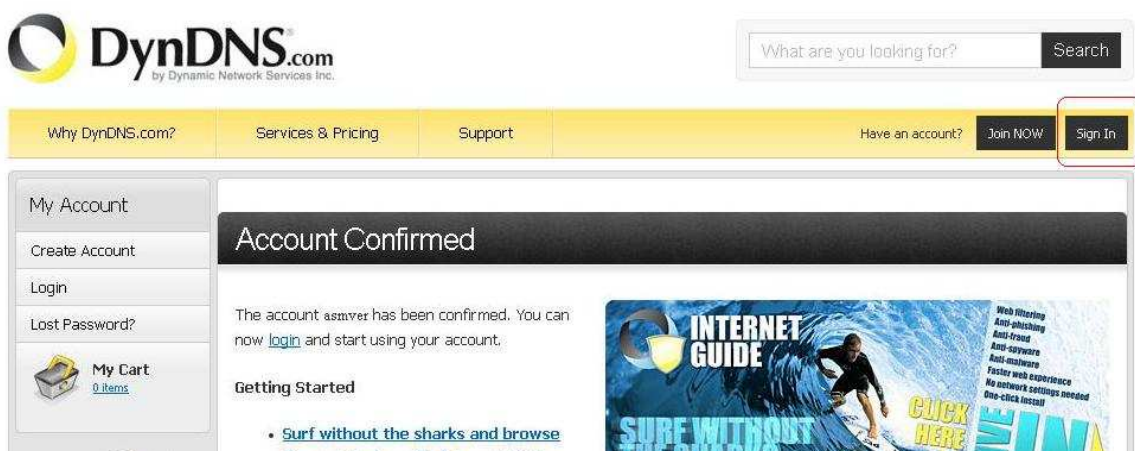 DynDNS.com
by Dynamic Network Services Inc.
What are you looking for?
Search
Why DynDNS.com?
Services & Pricing
Support
Have an account?
Join NOW
Sign In
My Account
Create Account
Login
Lost Password?
My Cart
0 items
Account Confirmed
The account asmver has been confirmed. You can
now login and start using your account.
Getting Started
• Surf without the sharks and browse
INTERNET
GUIDE
Web filtering
Anti-phishing
Anti-fraud
Anti-spyware
Anti-malware
Faster web experience
No network settings needed
One-click install
CLICK
HERE
SURF WITHOUT
THE SHARKS